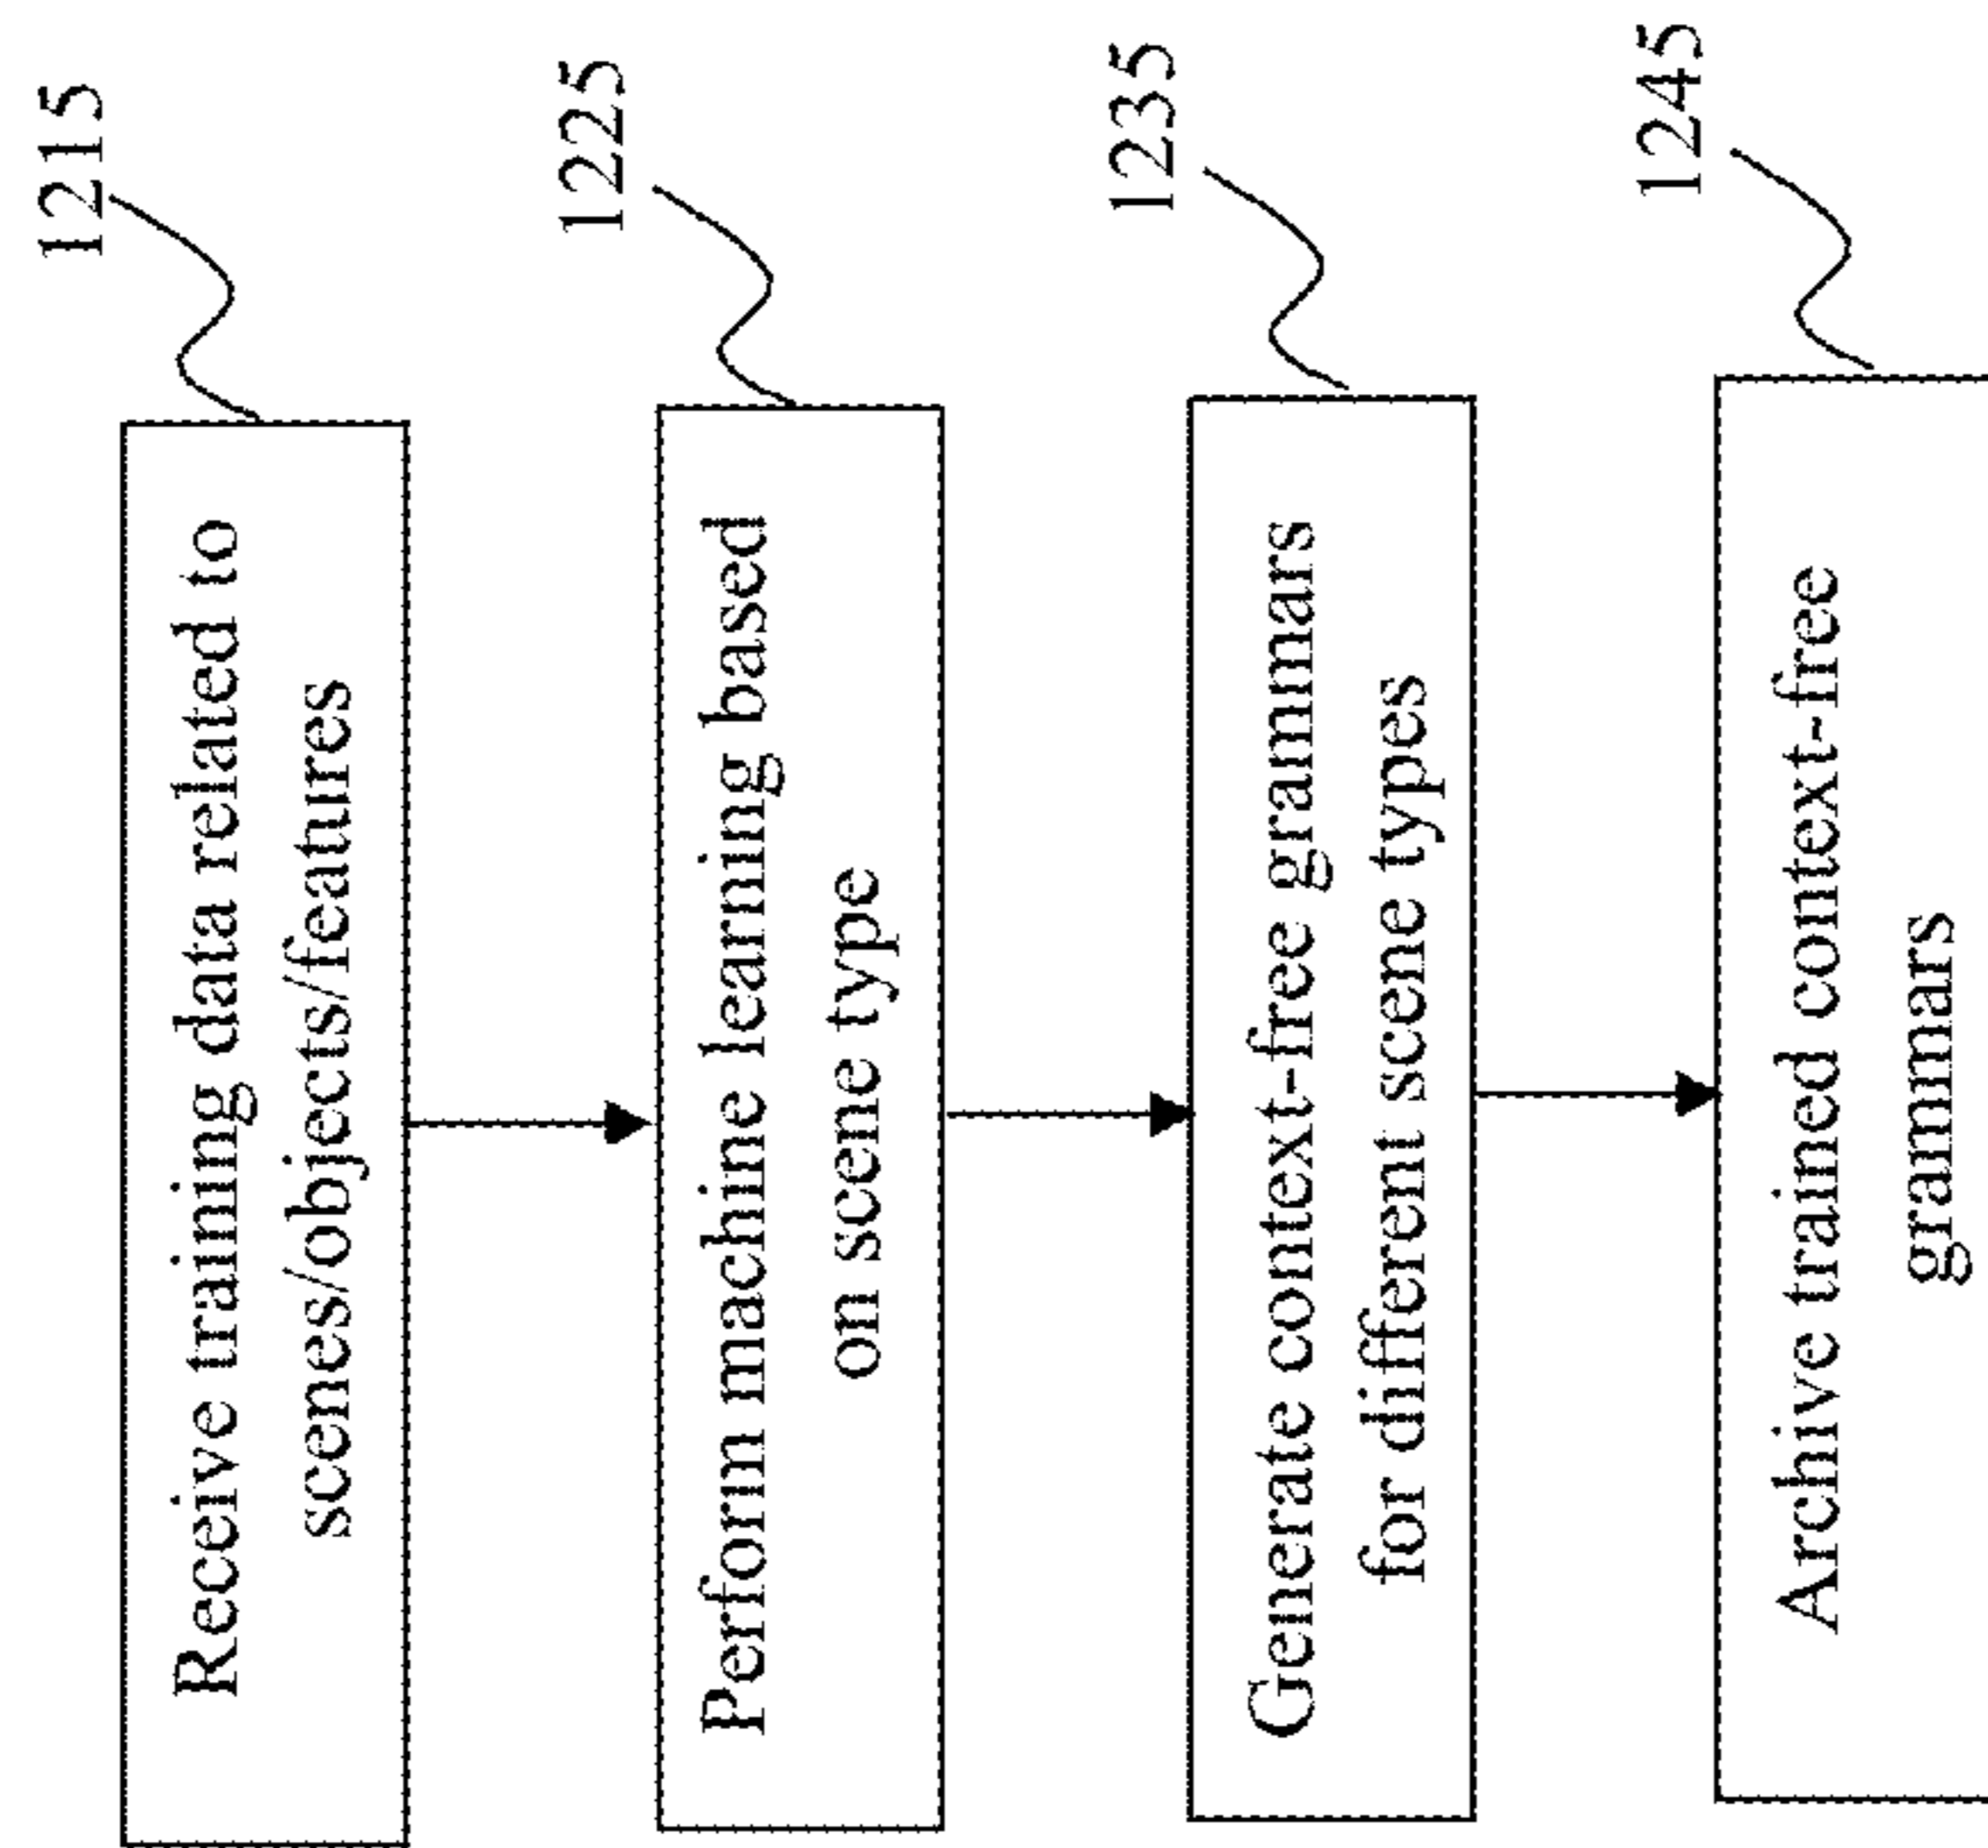 1215
Receive training data related to
scenes/objects/features
1225
Perform machine learning based
on scene type
1235
Generate context-free grammars
for different scene types
1245
Archive trained context-free
grammars